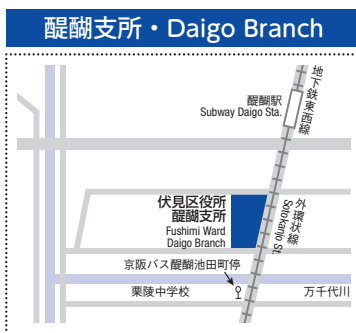 醍醐支所・Daigo Branch
地下鉄東西線
醍醐駅
Subway Daigo Sta.
伏見区役所
醍醐支所
Fushimi Ward
Daigo Branch
外環状線
Sotokanjo St.
京阪バス醍醐池田町停
栗陵中学校
万千代川